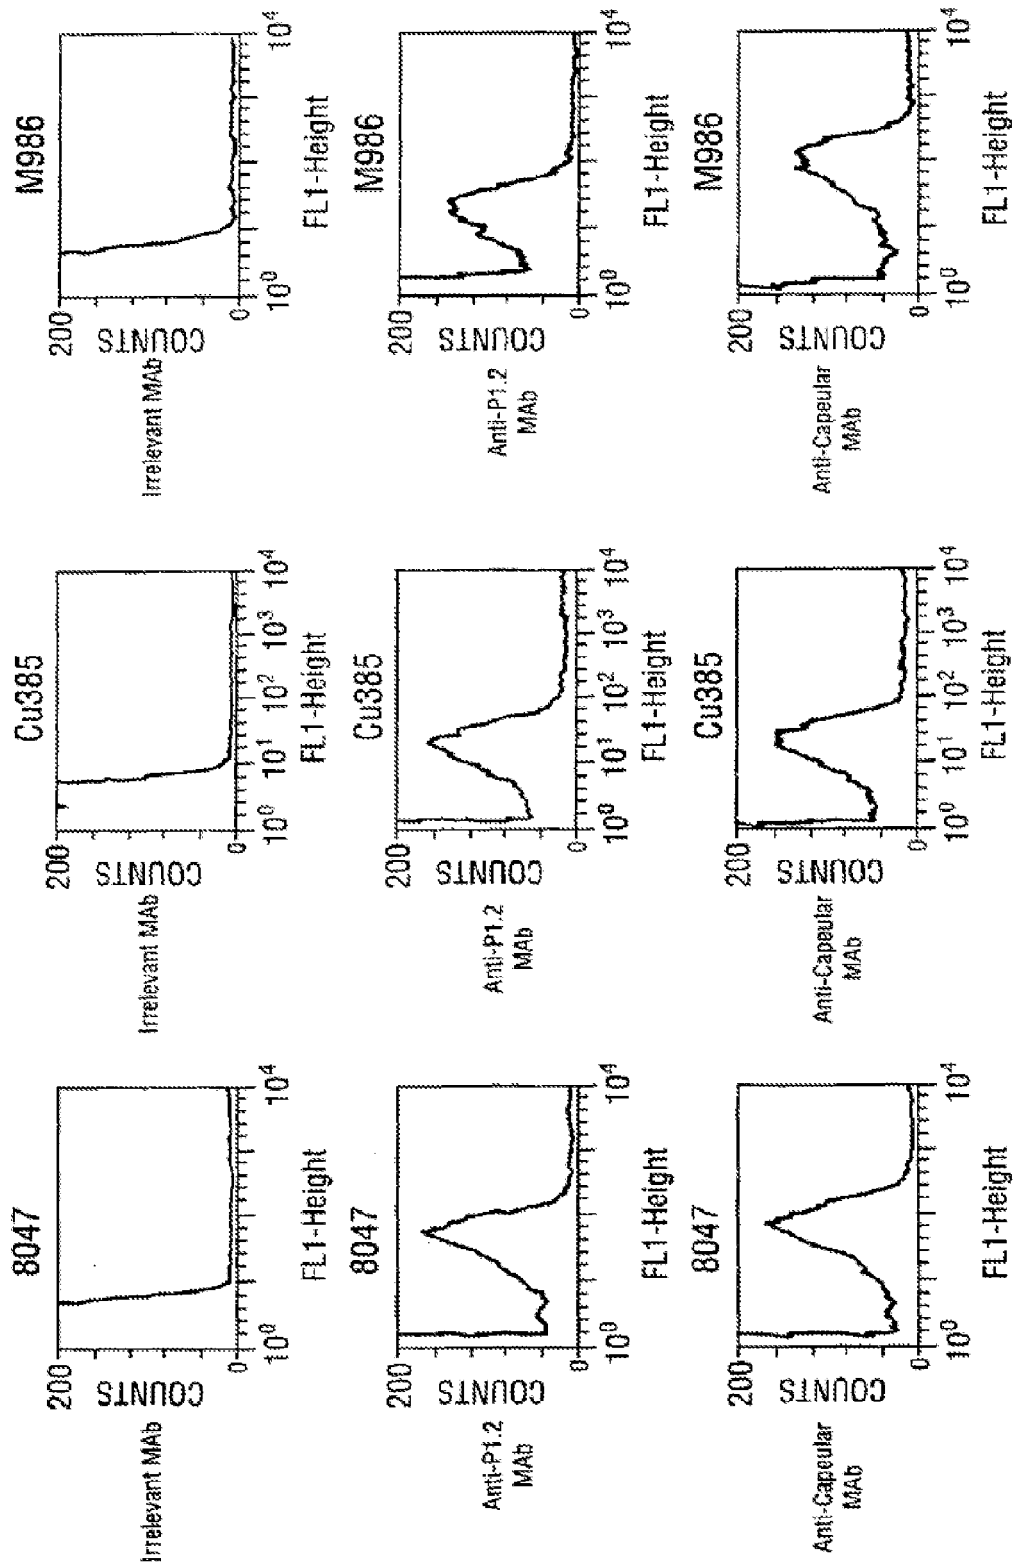 8047
200
COUNTS
0
Irrelevant MAb
10⁰ 10⁴
FL1-Height
Cu385
200
COUNTS
0
Irrelevant MAb
10⁰ 10¹ 10² 10³ 10⁴
FL1-Height
M986
200
COUNTS
0
Irrelevant MAb
10⁰ 10⁴
FL1-Height
8047
200
COUNTS
0
Anti-P1.2
MAb
10⁰ 10⁴
FL1-Height
Cu385
200
COUNTS
0
Anti-P1.2
MAb
10⁰ 10³ 10² 10³ 10⁴
FL1-Height
M986
200
COUNTS
0
Anti-P1.2
MAb
10⁰ 10⁴
FL1-Height
8047
200
COUNTS
0
Anti-Capeular
MAb
10⁰ 10⁴
FL1-Height
Cu385
200
COUNTS
0
Anti-Capeular
MAb
10⁰ 10¹ 10² 10³ 10⁴
FL1-Height
M986
200
COUNTS
0
Anti-Capeular
MAb
10⁰ 10⁴
FL1-Height